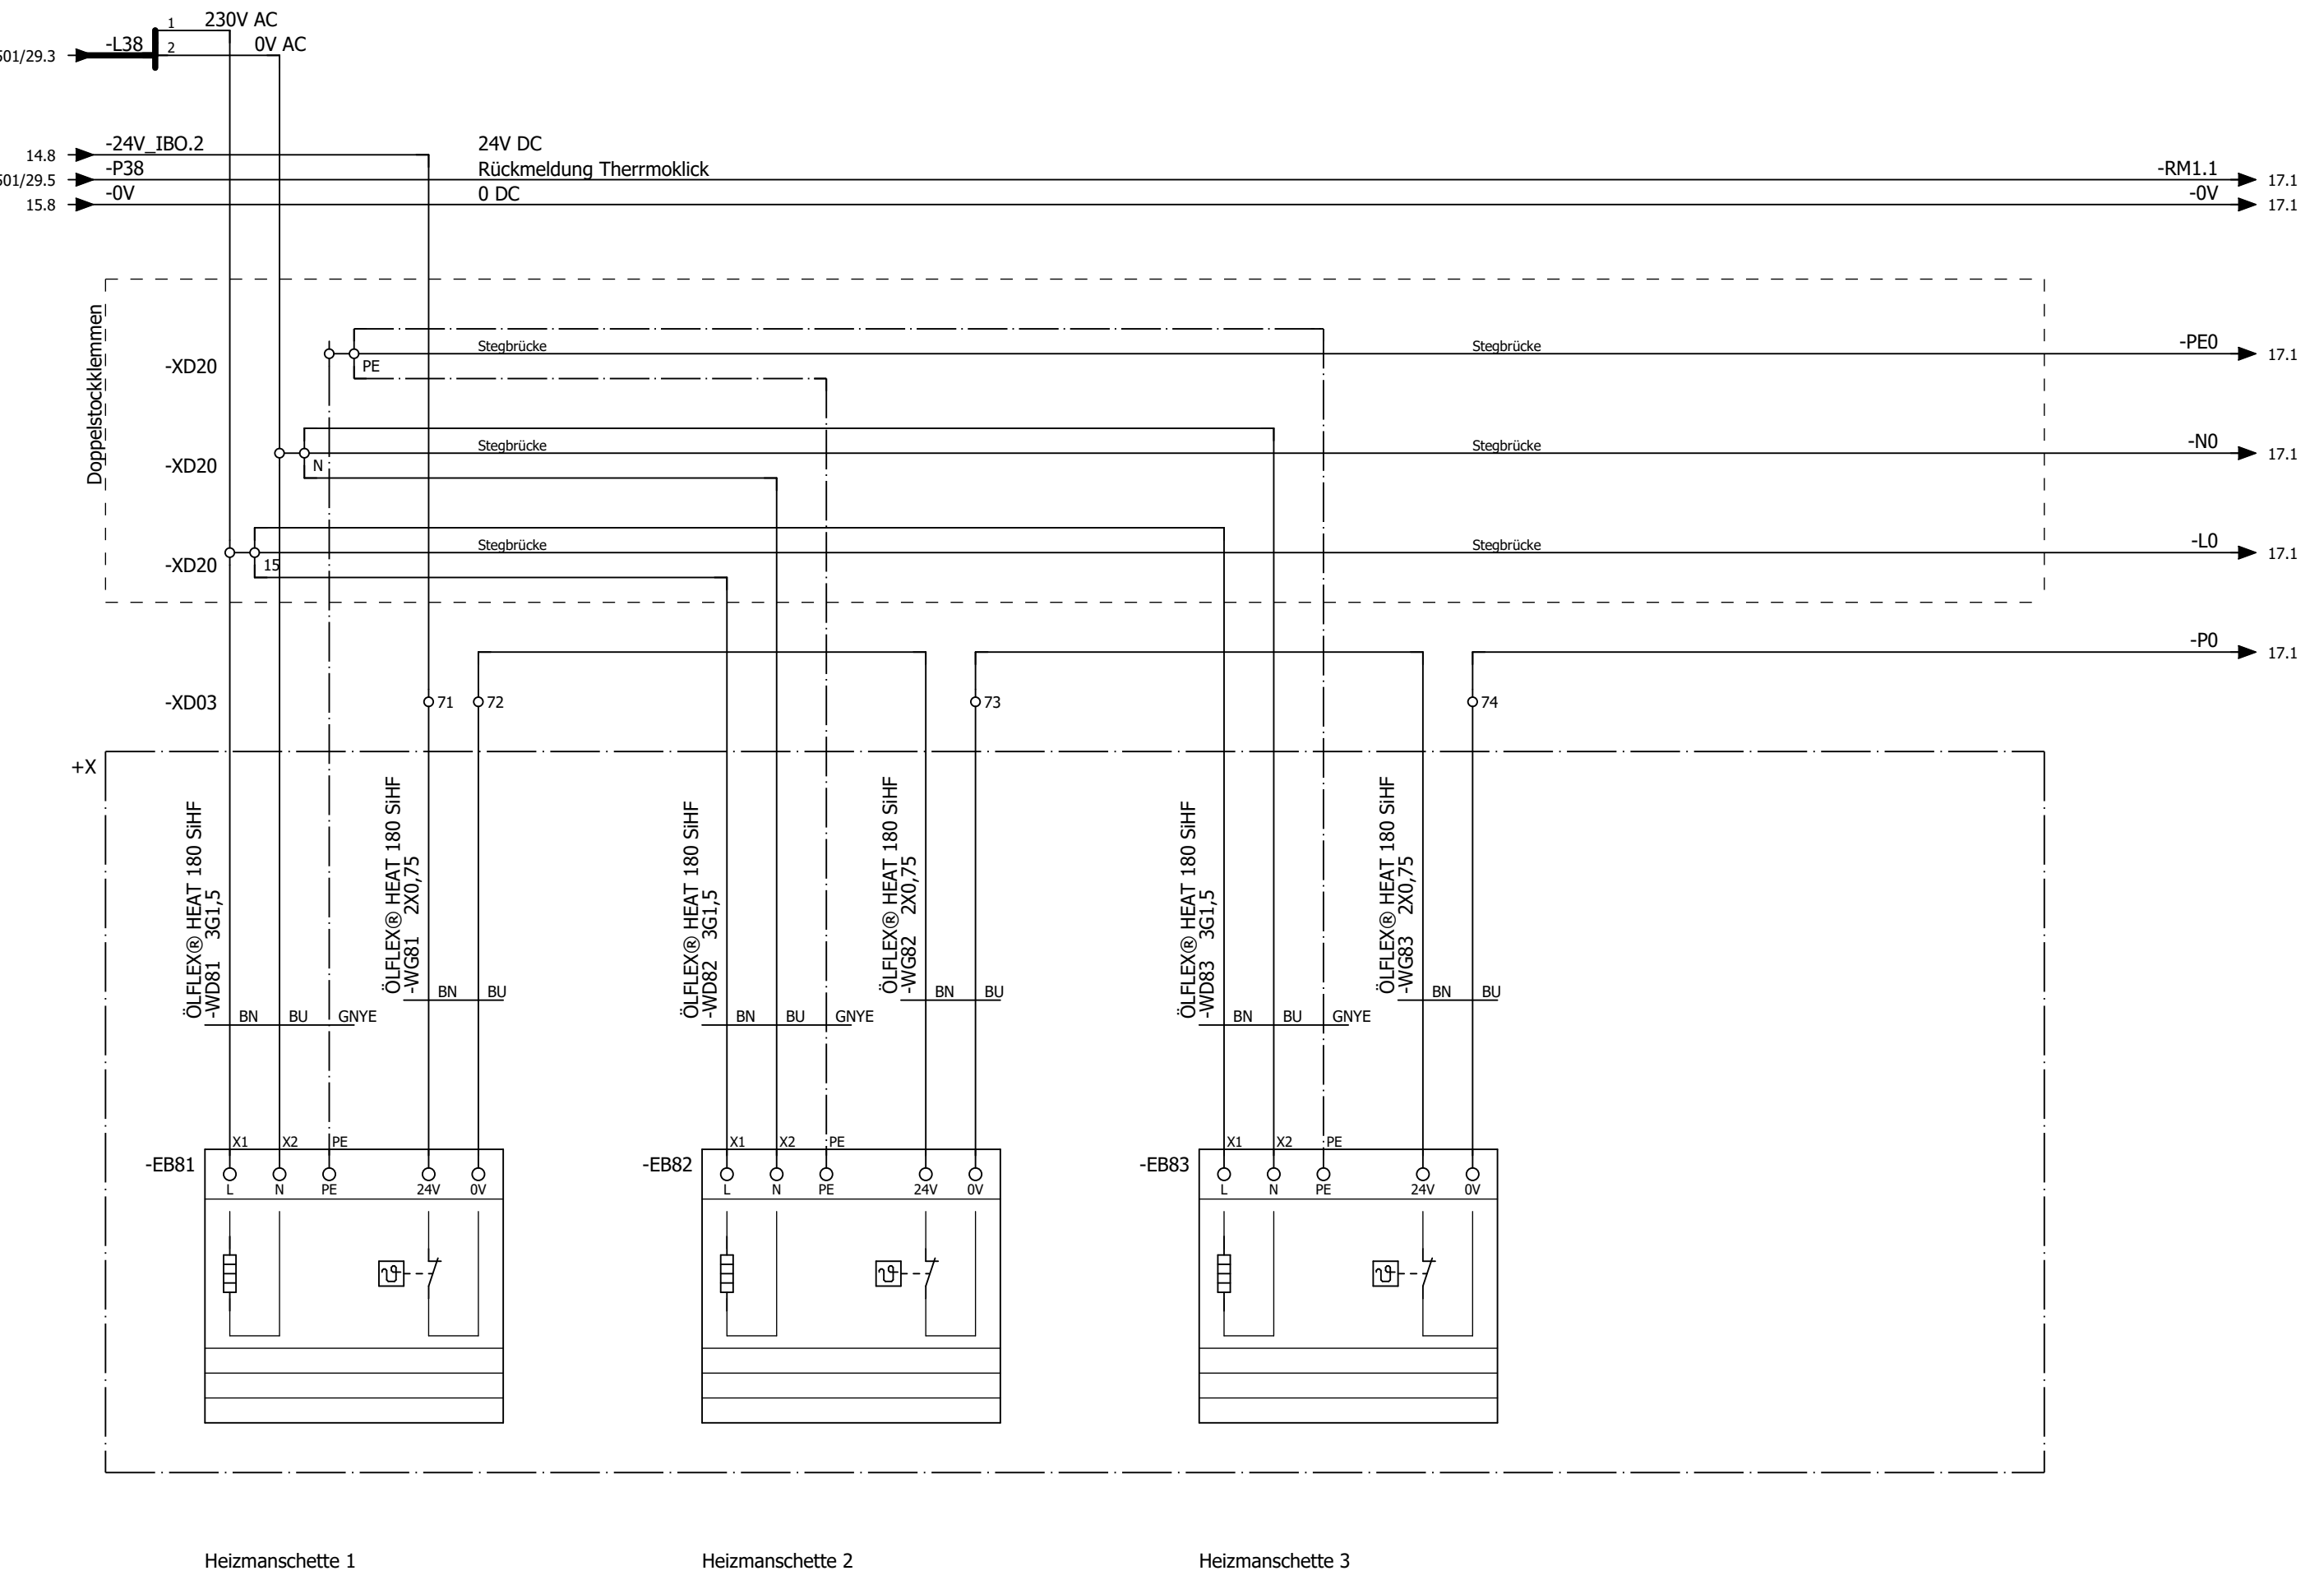 1 230V AC
-L38 2 0V AC
501/29.3
-24V_IBO.2 24V DC
14.8
-P38 Rückmeldung Therrmoklick -RM1.1
501/29.5 17.1
-0V 0 DC -0V
15.8 17.1
Doppelstockklemmen
Stegbrücke Stegbrücke -PE0
17.1
-XD20 PE
Stegbrücke Stegbrücke -N0
17.1
-XD20 N
Stegbrücke Stegbrücke -L0
17.1
-XD20 15
-P0
17.1
-XD03 71 72 73 74
+X
ÖLFLEX® HEAT 180 SiHF
-WD81 3G1,5
ÖLFLEX® HEAT 180 SiHF
-WG81 2X0,75
ÖLFLEX® HEAT 180 SiHF
-WD82 3G1,5
ÖLFLEX® HEAT 180 SiHF
-WG82 2X0,75
ÖLFLEX® HEAT 180 SiHF
-WD83 3G1,5
ÖLFLEX® HEAT 180 SiHF
-WG83 2X0,75
BN BU BN BU BN BU
BN BU GNYE BN BU GNYE BN BU GNYE
X1 X2 PE X1 X2 PE X1 X2 PE
-EB81 -EB82 -EB83
L N PE 24V 0V L N PE 24V 0V L N PE 24V 0V
Heizmanschette 1 Heizmanschette 2 Heizmanschette 3